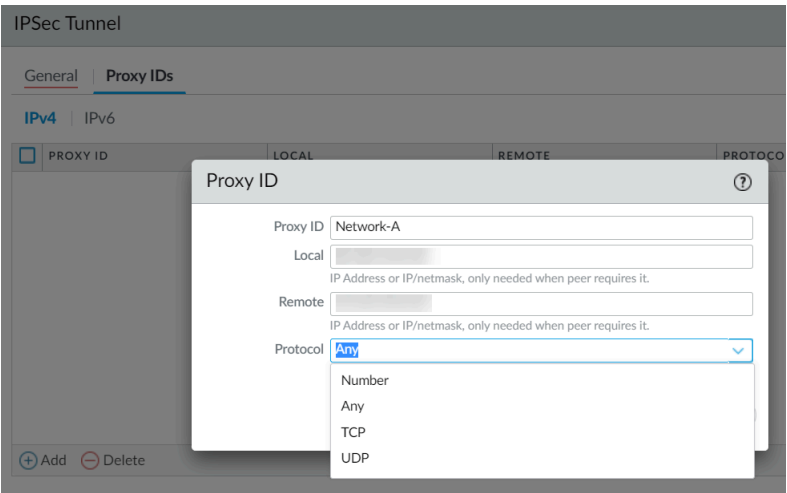 IPSec Tunnel
General | Proxy IDs
IPv4 | IPv6
PROXY ID LOCAL REMOTE PROTOCO
Proxy ID ?
Proxy ID Network-A
Local
IP Address or IP/netmask, only needed when peer requires it.
Remote
IP Address or IP/netmask, only needed when peer requires it.
Protocol Any
Number
Any
TCP
UDP
Add Delete